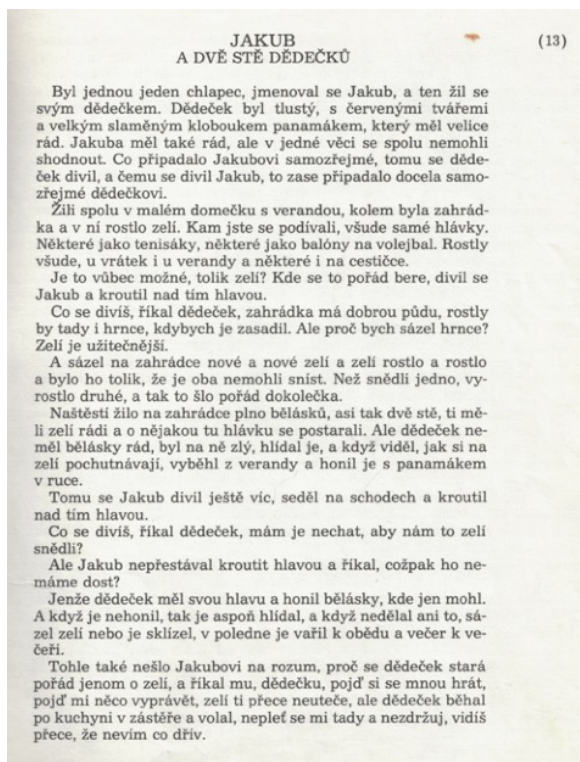 JAKUB
(13)
A DVĚ STĚ DĚDEČKŮ
Byl jednou jeden chlapec, jmenoval se Jakub, a ten žil se
svým dědečkem. Dědeček byl tlustý, s červenými tvářemi
a velkým slaměným kloboukem panamákem, který měl velice
rád. Jakuba měl také rád, ale v jedné věci se spolu nemohli
shodnout. Co připadalo Jakubovi samozřejmé, tomu se děde-
ček divil, a čemu se divil Jakub, to zase připadalo docela samo-
zřejmé dědečkovi.
Žili spolu v malém domečku s verandou, kolem byla zahrád-
ka a v ní rostlo zelí. Kam jste se podívali, všude samé hlávky.
Některé jako tenisáky, některé jako balóny na volejbal. Rostly
všude, u vrátek i u verandy a některé i na cestičce.
Je to vůbec možné, tolik zelí? Kde se to pořád bere, divil se
Jakub a kroutil nad tím hlavou.
Co se divíš, říkal dědeček, zahrádka má dobrou půdu, rostly
by tady i hrnce, kdybych je zasadil. Ale proč bych sázel hrnce?
Zelí je užitečnější.
A sázel na zahrádce nové a nové zelí a zelí rostlo a rostlo
a bylo ho tolik, že je oba nemohli sníst. Než snědli jedno, vy-
rostlo druhé, a tak to šlo pořád dokolečka.
Naštěstí žilo na zahrádce plno bělásků, asi tak dvě stě, ti mě-
li zelí rádi a o nějakou tu hlávku se postarali. Ale dědeček ne-
měl bělásky rád, byl na ně zlý, hlídal je, a když viděl, jak si na
zelí pochutnávají, vyběhl z verandy a honil je s panamákem
v ruce.
Tomu se Jakub divil ještě víc, seděl na schodech a kroutil
nad tím hlavou.
Co se divíš, říkal dědeček, mám je nechat, aby nám to zelí
snědli?
Ale Jakub nepřestával kroutit hlavou a říkal, cožpak ho ne-
máme dost?
Jenže dědeček měl svou hlavu a honil bělásky, kde jen mohl.
A když je nehonil, tak je aspoň hlídal, a když nedělal ani to, sá-
zel zelí nebo je sklízel, v poledne je vařil k obědu a večer k ve-
čeři.
Tohle také nešlo Jakubovi na rozum, proč se dědeček stará
pořád jenom o zelí, a říkal mu, dědečku, pojď si se mnou hrát,
pojď mi něco vyprávět, zelí ti přece neuteče, ale dědeček běhal
po kuchyni v zástěře a volal, nepleť se mi tady a nezdržuj, vidíš
přece, že nevím co dřív.